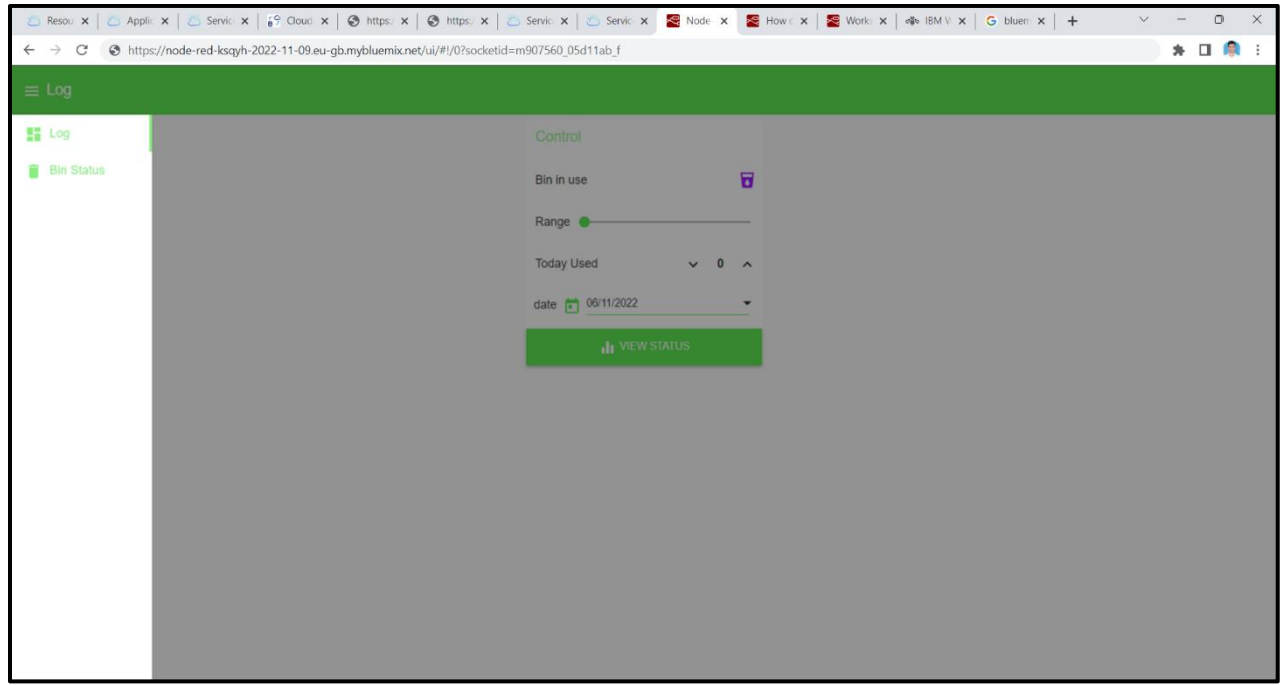 Resou Applic Servic Cloud https: https: Servic Servic Node How c Works IBM W G bluem
https://node-red-ksqyh-2022-11-09.eu-gb.mybluemix.net/ui/#!/0?socketid=m907560_05d11ab_f
Log
Log
Bin Status
Control
Bin in use
Range
Today Used 0
date 06/11/2022
VIEW STATUS